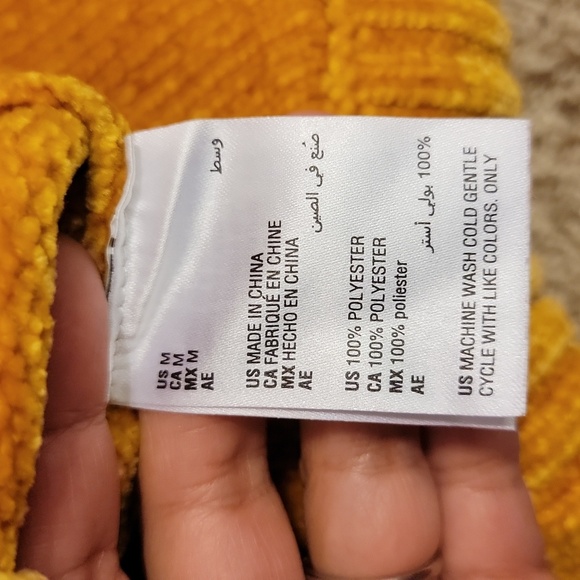 US M
CA M
MX M
AE وسط
US MADE IN CHINA
CA FABRIQUÉ EN CHINE
MX HECHO EN CHINA
AE صنع في الصين
US 100% POLYESTER
CA 100% POLYESTER
MX 100% poliester
AE 100% بولي أستر
US MACHINE WASH COLD GENTLE
CYCLE WITH LIKE COLORS. ONLY